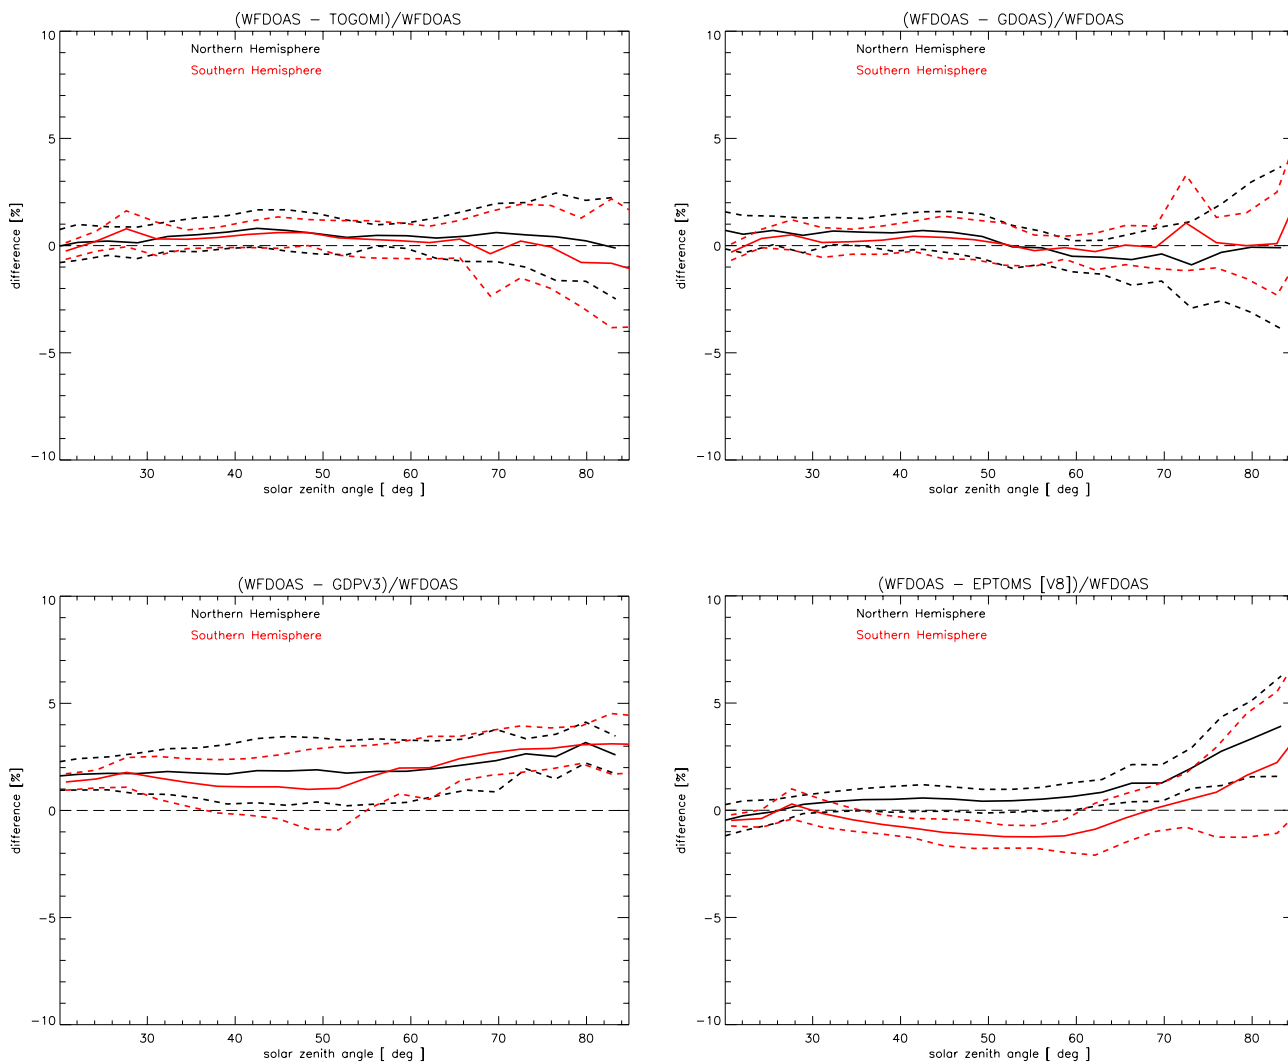 (WFDOAS - TOGOMI)/WFDOAS
10
Northern Hemisphere
Southern Hemisphere
5
0
-5
-10
difference [%]
30 40 50 60 70 80
solar zenith angle [ deg ]
(WFDOAS - GDOAS)/WFDOAS
10
Northern Hemisphere
Southern Hemisphere
5
0
-5
-10
difference [%]
30 40 50 60 70 80
solar zenith angle [ deg ]
(WFDOAS - GDPV3)/WFDOAS
10
Northern Hemisphere
Southern Hemisphere
5
0
-5
-10
difference [%]
30 40 50 60 70 80
solar zenith angle [ deg ]
(WFDOAS - EPTOMS [V8])/WFDOAS
10
Northern Hemisphere
Southern Hemisphere
5
0
-5
-10
difference [%]
30 40 50 60 70 80
solar zenith angle [ deg ]